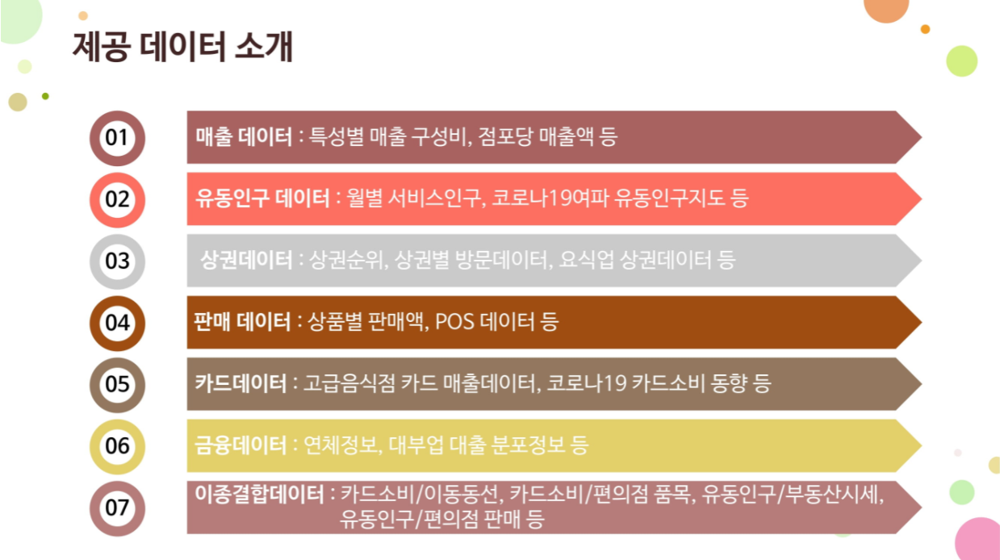 제공 데이터 소개
01
매출 데이터 : 특성별 매출 구성비, 점포당 매출액 등
02
유동인구 데이터 : 월별 서비스인구, 코로나19여파 유동인구지도 등
03
상권데이터 : 상권순위, 상권별 방문데이터, 요식업 상권데이터 등
04
판매 데이터 : 상품별 판매액, POS 데이터 등
05
카드데이터 : 고급음식점 카드 매출데이터, 코로나19 카드소비 동향 등
06
금융데이터 : 연체정보, 대부업 대출 분포정보 등
07
이종결합데이터 : 카드소비/이동동선, 카드소비/편의점 품목, 유동인구/부동산시세,
유동인구/편의점 판매 등